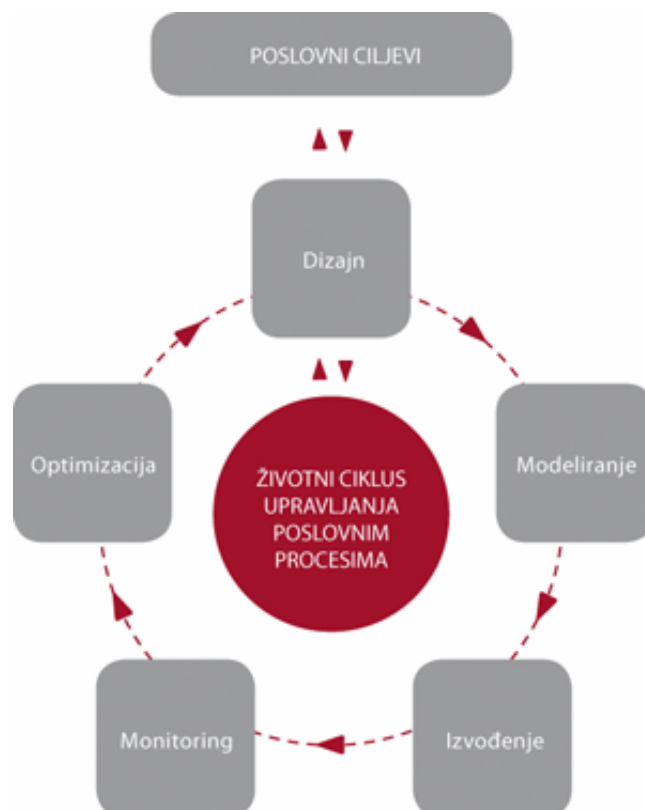 POSLOVNI CILJEVI
Dizajn
Optimizacija
Modeliranje
ŽIVOTNI CIKLUS
UPRAVLJANJA
POSLOVNIM
PROCESIMA
Monitoring
Izvođenje